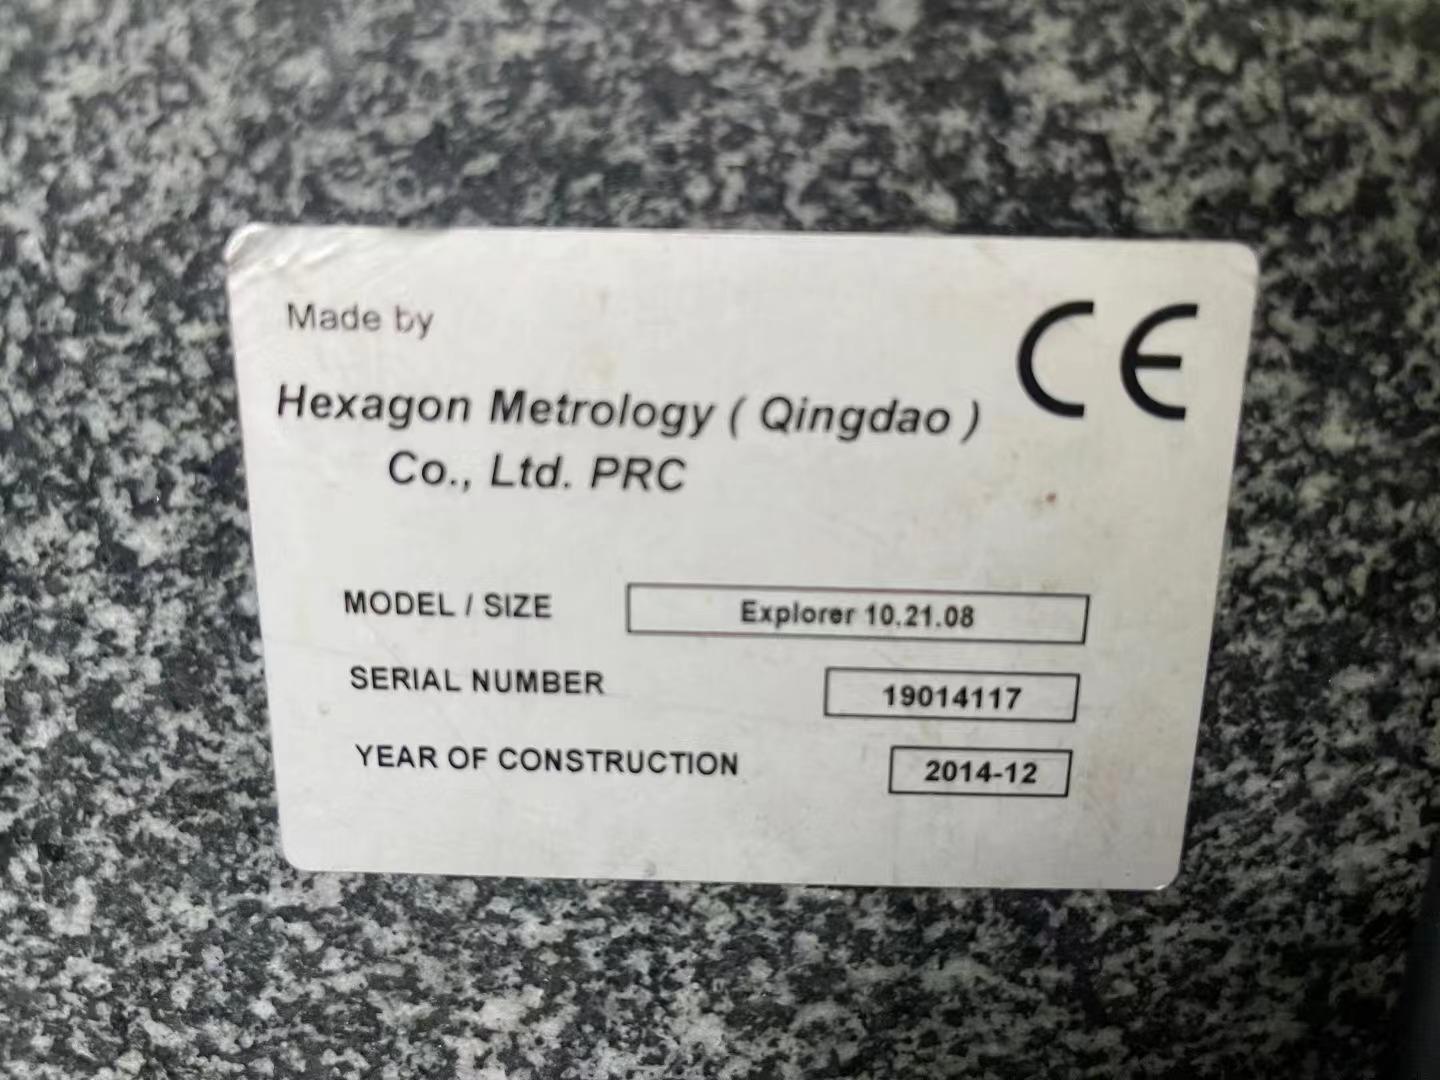 Made by
CE
Hexagon Metrology ( Qingdao )
Co., Ltd. PRC
MODEL / SIZE Explorer 10.21.08
SERIAL NUMBER 19014117
YEAR OF CONSTRUCTION 2014-12